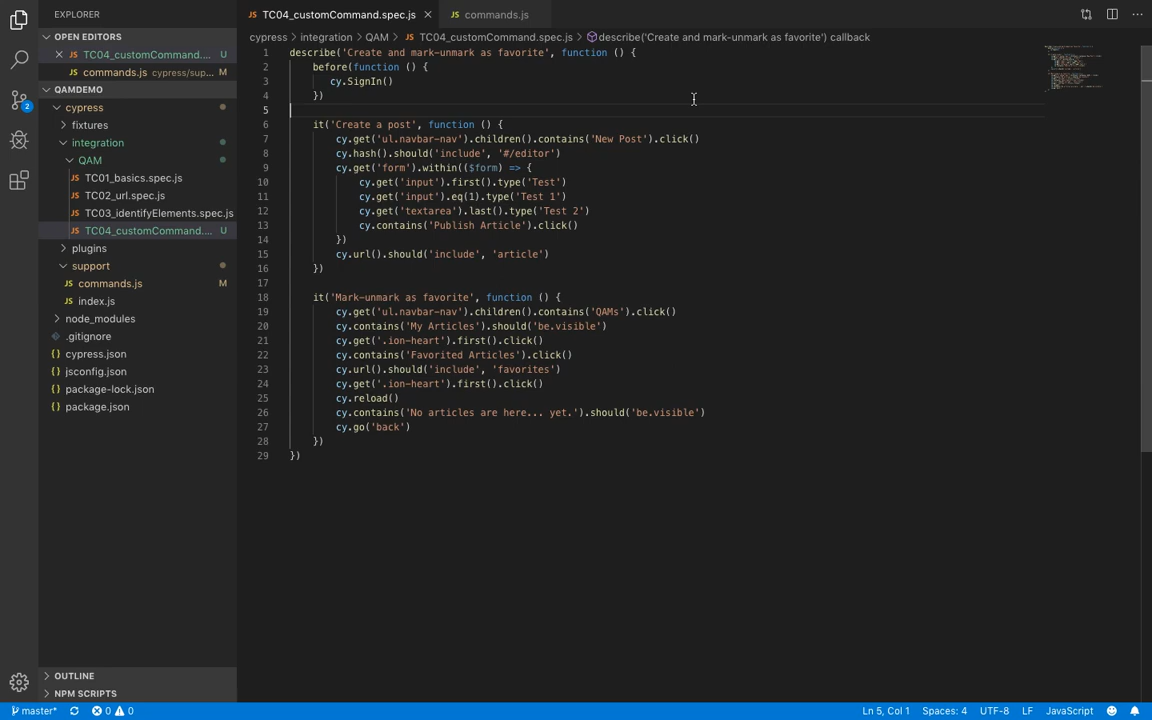 EXPLORER
OPEN EDITORS
TC04_customCommand.... U
commands.js cypress/sup... M
QAMDEMO
cypress
fixtures
integration
QAM
TC01_basics.spec.js
TC02_url.spec.js
TC03_identifyElements.spec.js
TC04_customCommand.... U
plugins
support
commands.js M
index.js
node_modules
.gitignore
cypress.json
jsconfig.json
package-lock.json
package.json
OUTLINE
NPM SCRIPTS
JS TC04_customCommand.spec.js
JS commands.js
cypress > integration > QAM > JS TC04_customCommand.spec.js > describe('Create and mark-unmark as favorite') callback
1 describe('Create and mark-unmark as favorite', function () {
2 before(function () {
3 cy.SignIn()
4 })
5
6 it('Create a post', function () {
7 cy.get('ul.navbar-nav').children().contains('New Post').click()
8 cy.hash().should('include', '#/editor')
9 cy.get('form').within(($form) => {
10 cy.get('input').first().type('Test')
11 cy.get('input').eq(1).type('Test 1')
12 cy.get('textarea').last().type('Test 2')
13 cy.contains('Publish Article').click()
14 })
15 cy.url().should('include', 'article')
16 })
17
18 it('Mark-unmark as favorite', function () {
19 cy.get('ul.navbar-nav').children().contains('QAMs').click()
20 cy.contains('My Articles').should('be.visible')
21 cy.get('.ion-heart').first().click()
22 cy.contains('Favorited Articles').click()
23 cy.url().should('include', 'favorites')
24 cy.get('.ion-heart').first().click()
25 cy.reload()
26 cy.contains('No articles are here... yet.').should('be.visible')
27 cy.go('back')
28 })
29 })
2
master* 0 0 Ln 5, Col 1 Spaces: 4 UTF-8 LF JavaScript